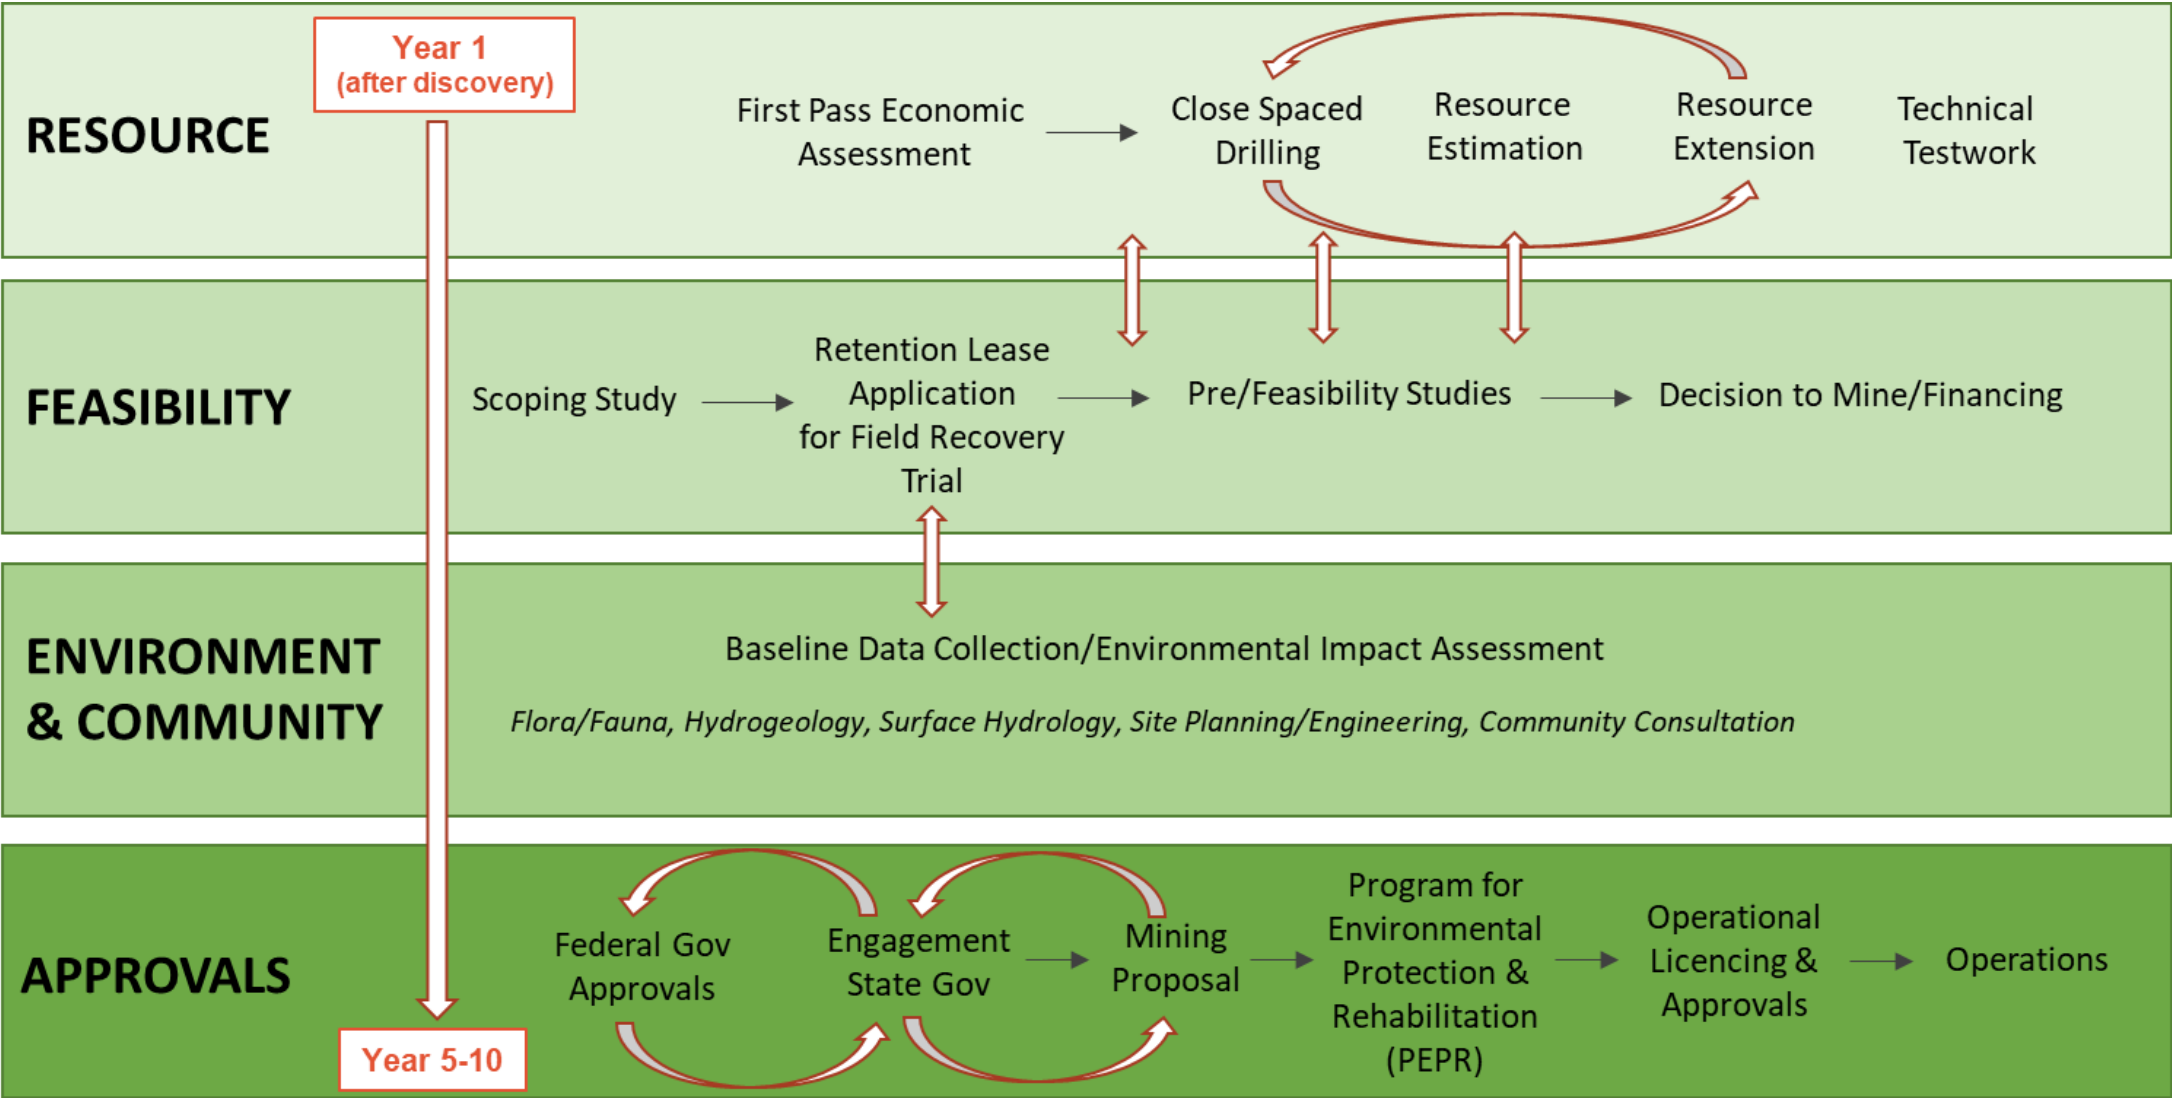 Year 1
(after discovery)
RESOURCE
First Pass Economic
Assessment
Close Spaced
Drilling
Resource
Estimation
Resource
Extension
Technical
Testwork
FEASIBILITY
Scoping Study
Retention Lease
Application
for Field Recovery
Trial
Pre/Feasibility Studies
Decision to Mine/Financing
ENVIRONMENT
& COMMUNITY
Baseline Data Collection/Environmental Impact Assessment
Flora/Fauna, Hydrogeology, Surface Hydrology, Site Planning/Engineering, Community Consultation
APPROVALS
Federal Gov
Approvals
Engagement
State Gov
Mining
Proposal
Program for
Environmental
Protection &
Rehabilitation
(PEPR)
Operational
Licencing &
Approvals
Operations
Year 5-10